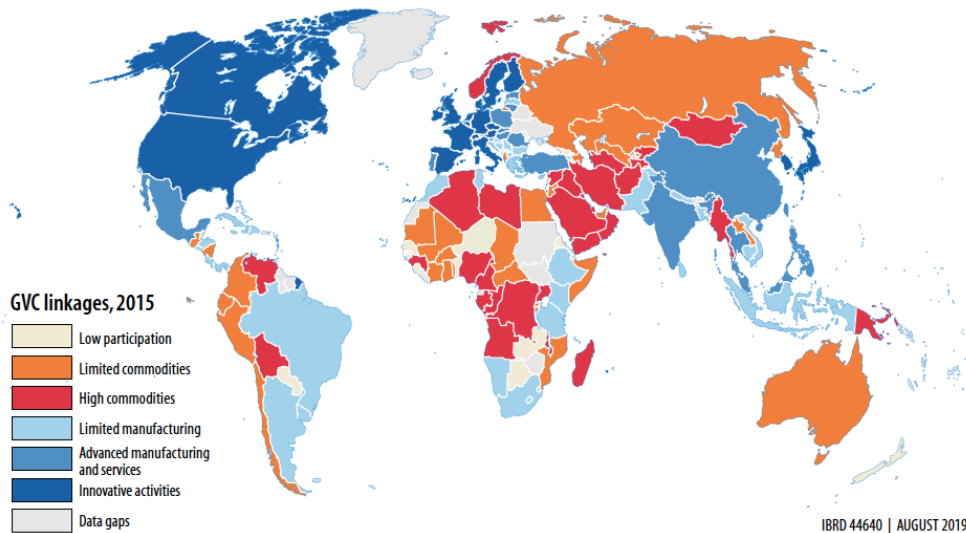 GVC linkages, 2015
Low participation
Limited commodities
High commodities
Limited manufacturing
Advanced manufacturing
and services
Innovative activities
Data gaps
IBRD 44640 | AUGUST 2019